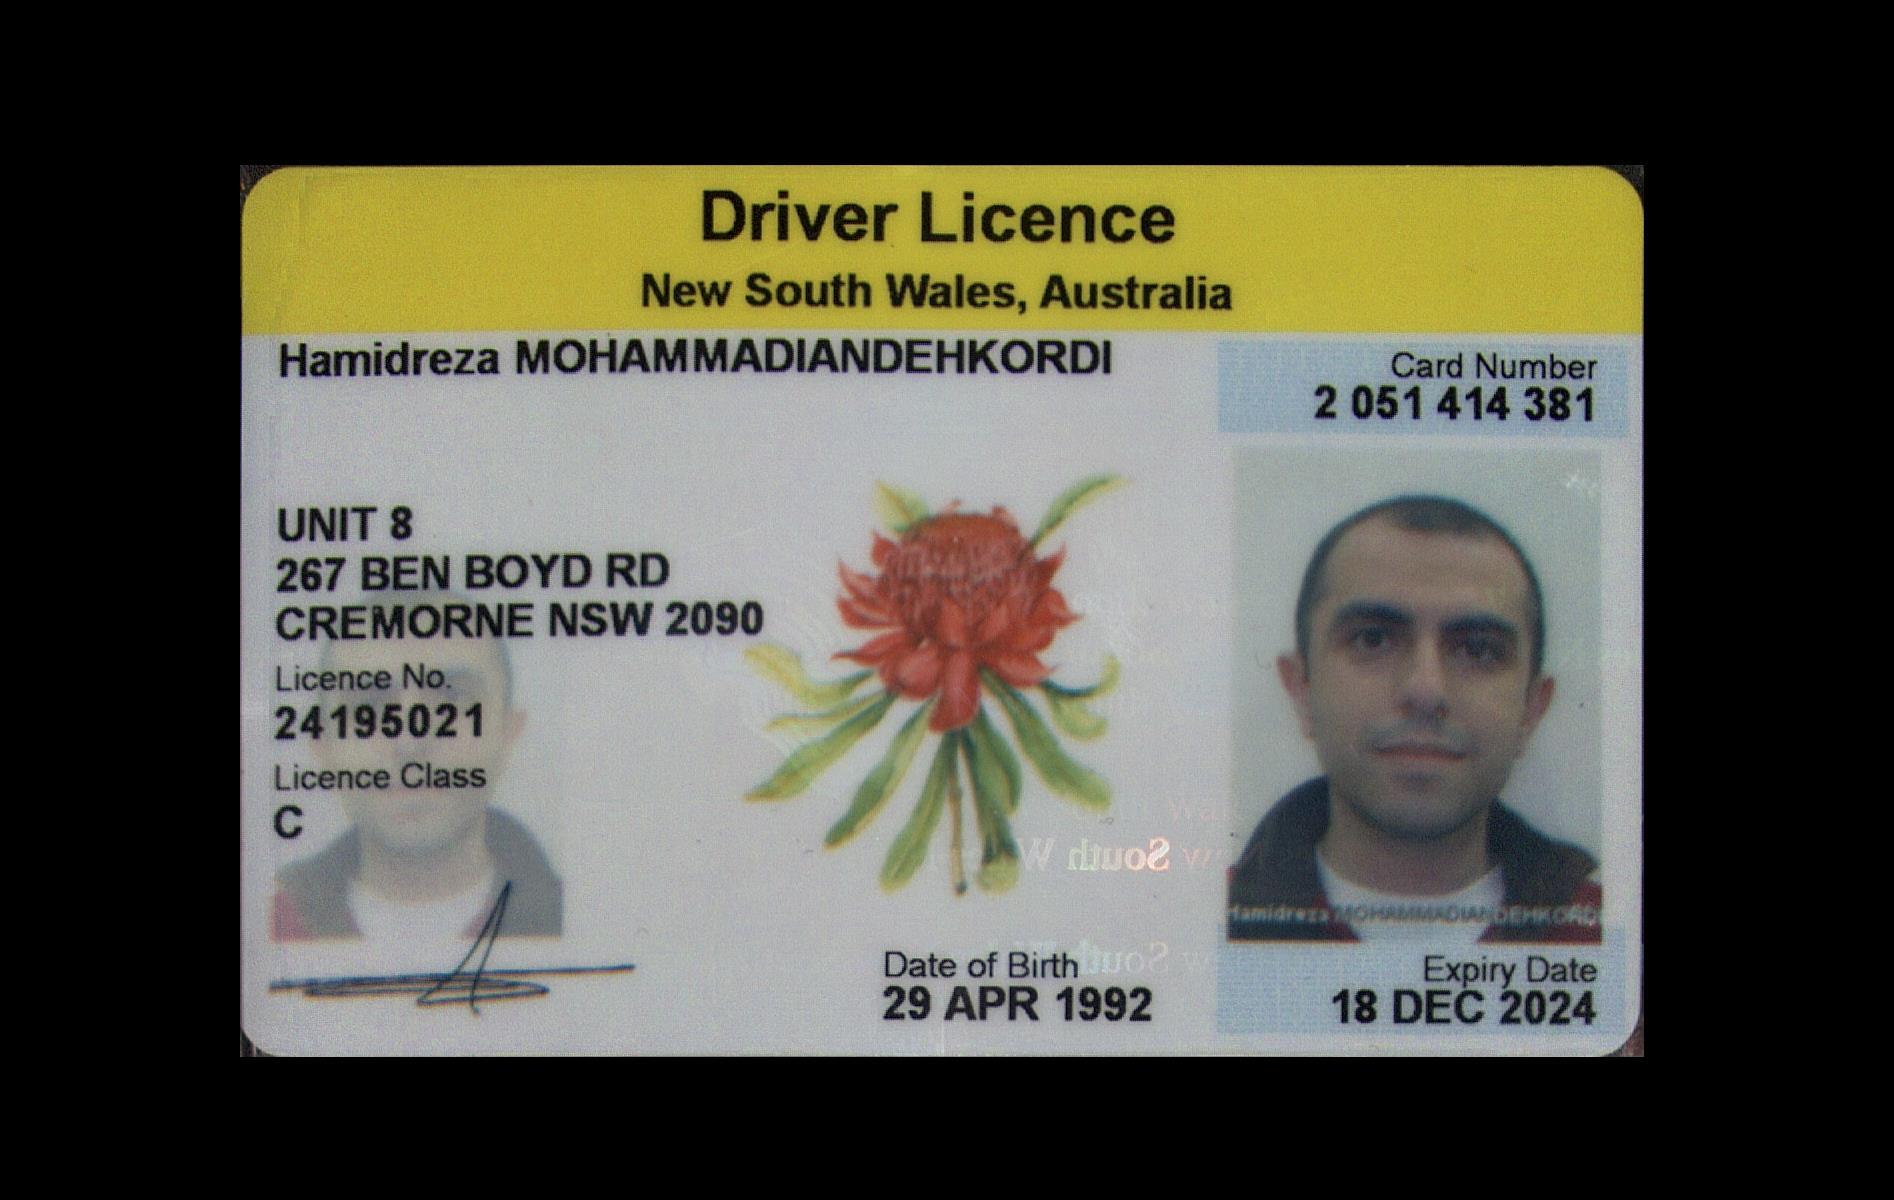 Driver Licence
New South Wales, Australia
Hamidreza MOHAMMADIANDEHKORDI
Card Number
2 051 414 381
UNIT 8
267 BEN BOYD RD
CREMORNE NSW 2090
Licence No.
24195021
Licence Class
C
South W
Hamidreza MOHAMMADIANDEHKORDI
South
Date of Birth
29 APR 1992
Expiry Date
18 DEC 2024